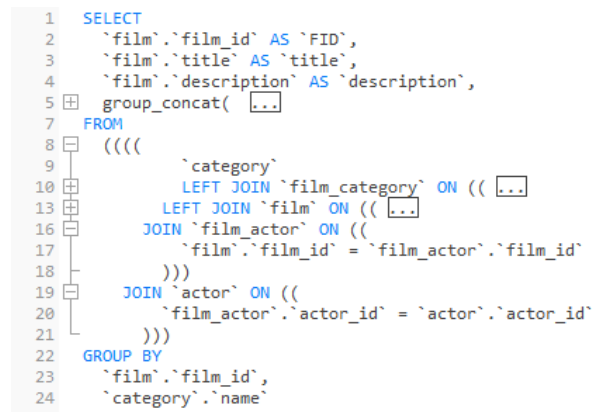 1 SELECT
2 `film`.`film_id` AS `FID`,
3 `film`.`title` AS `title`,
4 `film`.`description` AS `description`,
5 group_concat( ...
7 FROM
8 ((((
9 `category`
10 LEFT JOIN `film_category` ON (( ...
13 LEFT JOIN `film` ON (( ...
16 JOIN `film_actor` ON ((
17 `film`.`film_id` = `film_actor`.`film_id`
18 )))
19 JOIN `actor` ON ((
20 `film_actor`.`actor_id` = `actor`.`actor_id`
21 )))
22 GROUP BY
23 `film`.`film_id`,
24 `category`.`name`